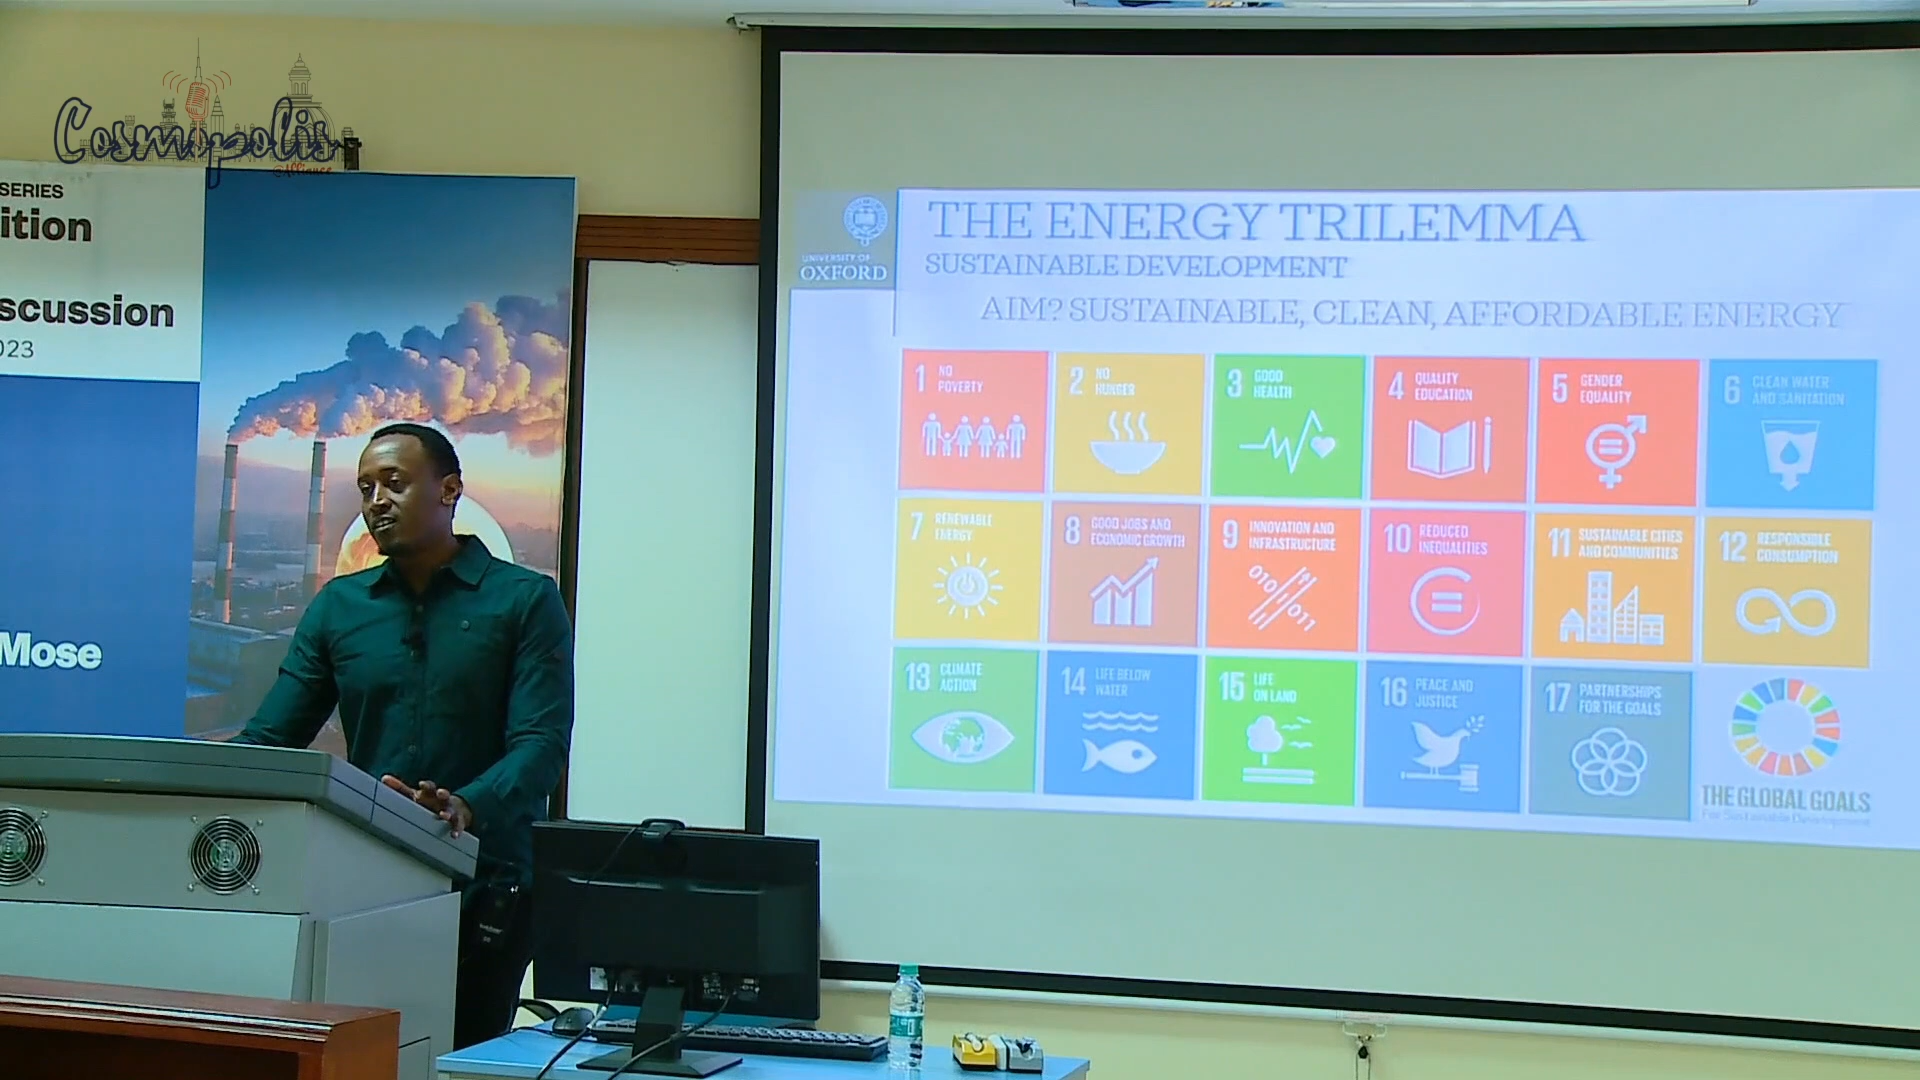 Cosmopolis
@Alliance
SERIES
ition
scussion
023
Mose
UNIVERSITY OF
OXFORD
THE ENERGY TRILEMMA
SUSTAINABLE DEVELOPMENT
AIM? SUSTAINABLE, CLEAN, AFFORDABLE ENERGY
1 NO
POVERTY
2 NO
HUNGER
3 GOOD
HEALTH
4 QUALITY
EDUCATION
5 GENDER
EQUALITY
6 CLEAN WATER
AND SANITATION
7 RENEWABLE
ENERGY
8 GOOD JOBS AND
ECONOMIC GROWTH
9 INNOVATION AND
INFRASTRUCTURE
010
011
10 REDUCED
INEQUALITIES
11 SUSTAINABLE CITIES
AND COMMUNITIES
12 RESPONSIBLE
CONSUMPTION
13 CLIMATE
ACTION
14 LIFE BELOW
WATER
15 LIFE
ON LAND
16 PEACE AND
JUSTICE
17 PARTNERSHIPS
FOR THE GOALS
THE GLOBAL GOALS
For Sustainable Development